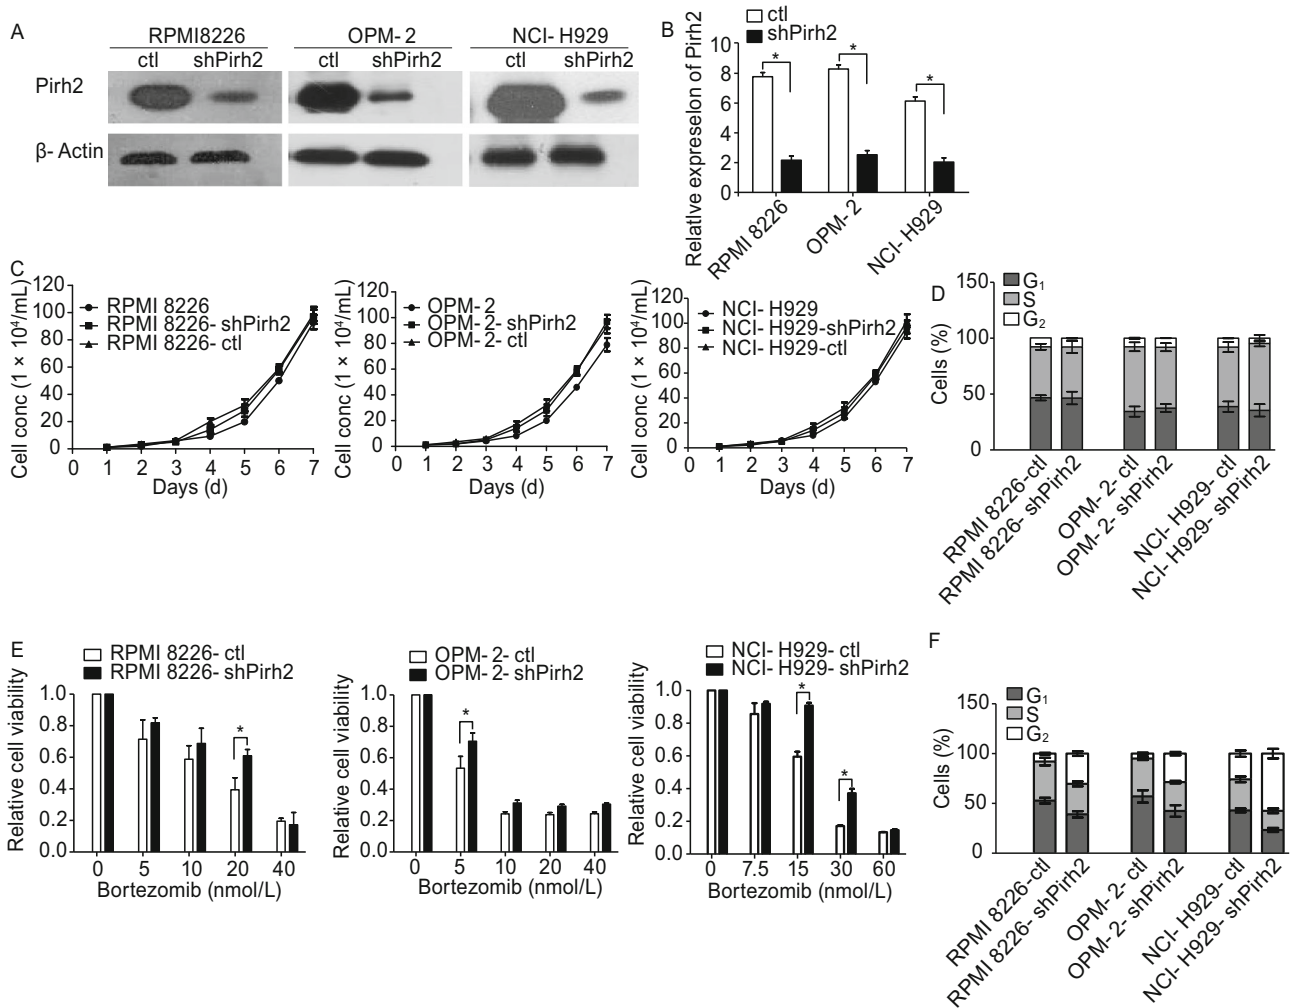 A
RPMI8226
OPM- 2
NCI- H929
ctl
shPirh2
ctl
shPirh2
ctl
shPirh2
Pirh2
β- Actin
B
ctl
shPirh2
Relative expreselon of Pirh2
10
8
6
4
2
0
*
*
*
RPMI 8226
OPM- 2
NCI- H929
C
Cell conc (1 × 10⁴/mL)
120
100
80
60
40
20
0
RPMI 8226
RPMI 8226- shPirh2
RPMI 8226- ctl
0 1 2 3 4 5 6 7
Days (d)
Cell conc (1 × 10⁴/mL)
120
100
80
60
40
20
0
OPM- 2
OPM- 2- shPirh2
OPM- 2- ctl
0 1 2 3 4 5 6 7
Days (d)
Cell conc (1 × 10⁴/mL)
120
100
80
60
40
20
0
NCI- H929
NCI- H929-shPirh2
NCI- H929-ctl
0 1 2 3 4 5 6 7
Days (d)
D
Cells (%)
150
100
50
0
G₁
S
G₂
RPMI 8226-ctl
RPMI 8226- shPirh2
OPM- 2- ctl
OPM- 2- shPirh2
NCI- H929- ctl
NCI- H929- shPirh2
E
RPMI 8226- ctl
RPMI 8226- shPirh2
Relative cell viability
1.0
0.8
0.6
0.4
0.2
0.0
*
0 5 10 20 40
Bortezomib (nmol/L)
OPM- 2- ctl
OPM- 2- shPirh2
Relative cell viability
1.0
0.8
0.6
0.4
0.2
0.0
*
0 5 10 20 40
Bortezomib (nmol/L)
NCI- H929- ctl
NCI- H929- shPirh2
Relative cell viability
1.0
0.8
0.6
0.4
0.2
0.0
*
*
0 7.5 15 30 60
Bortezomib (nmol/L)
F
Cells (%)
150
100
50
0
G₁
S
G₂
RPMI 8226-ctl
RPMI 8226- shPirh2
OPM- 2- ctl
OPM- 2- shPirh2
NCI- H929- ctl
NCI- H929- shPirh2